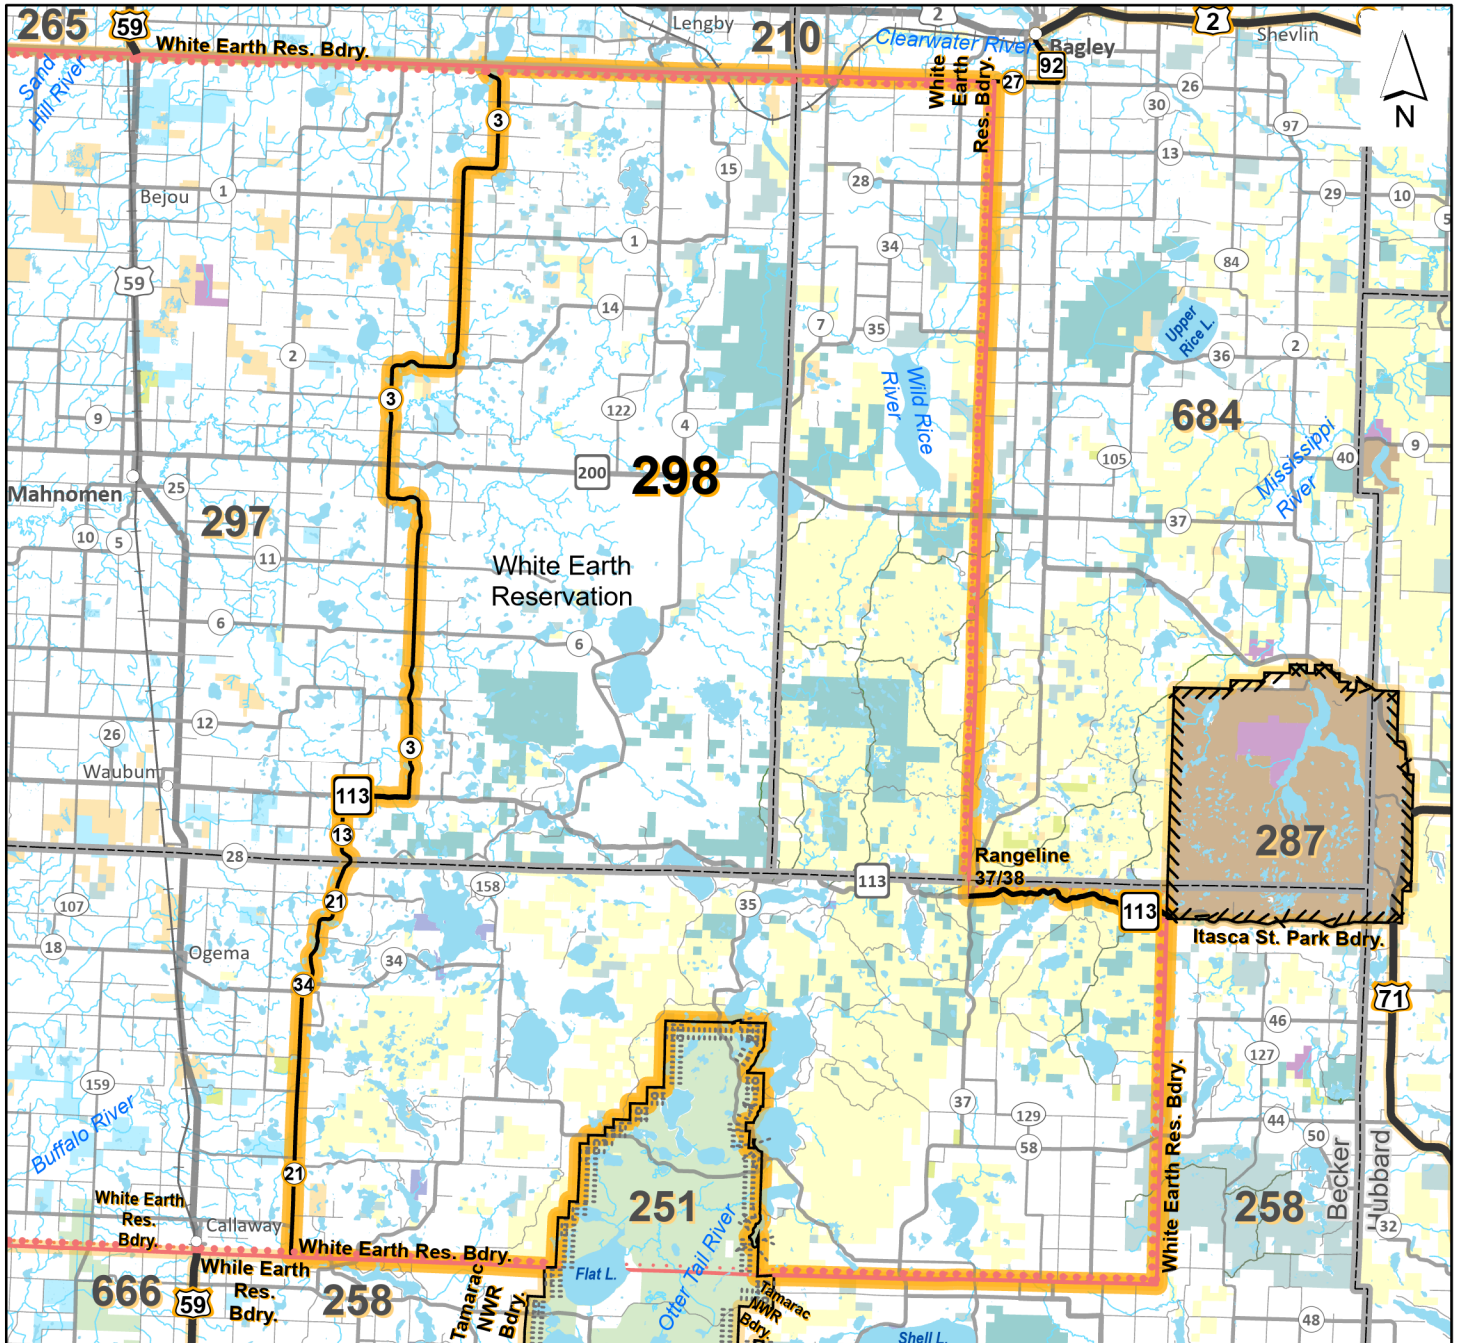 265
59
White Earth Res. Bdry.
Lengby
210
2
Clearwater River
Bagley
2
Shevlin
92
27
White
Earth
Res. Bdry.
26
30
97
N
Sand
Hill River
3
15
28
13
29
10
5
Bejou
1
1
34
84
59
14
7
35
Upper
Rice L.
36
2
2
3
122
4
Wild Rice
River
684
9
105
Mississippi
River
40
9
Mahnomen
25
200
298
297
10
5
37
11
White Earth
Reservation
6
6
12
26
3
Waubun
113
13
28
Rangeline
37/38
287
113
158
107
21
35
113
Itasca St. Park Bdry.
18
Ogema
34
34
71
46
127
159
37
129
58
44
50
Buffalo River
21
White Earth Res. Bdry.
Becker
Hubbard
White Earth
Res.
Bdry.
Callaway
251
258
32
White Earth Res. Bdry.
Otter Tail River
Flat L.
While Earth
Res.
Bdry.
666
59
258
Tamarac
NWR
Bdry.
Tamarac
NWR
Bdry.
48
Shell L.